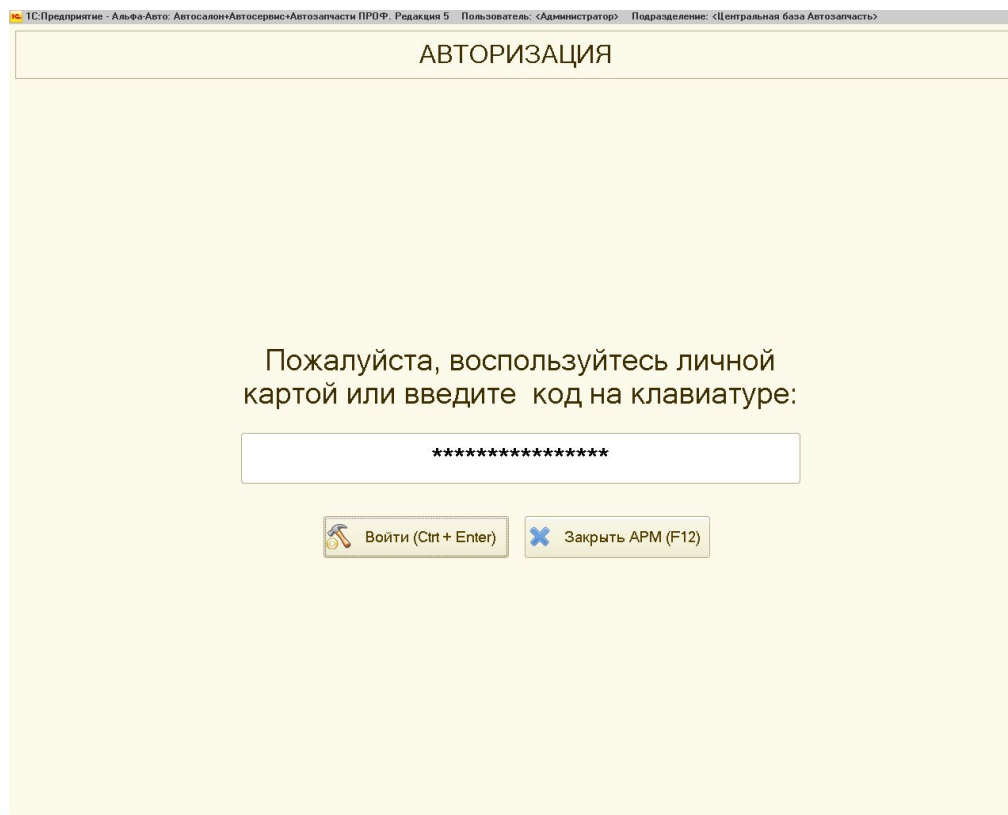 1С:Предприятие - Альфа-Авто: Автосалон+Автосервис+Автозапчасти ПРОФ. Редакция 5 Пользователь: <Администратор> Подразделение: <Центральная база Автозапчасть>
АВТОРИЗАЦИЯ
Пожалуйста, воспользуйтесь личной
картой или введите код на клавиатуре:
****************
Войти (Ctrl + Enter) Закрыть АРМ (F12)